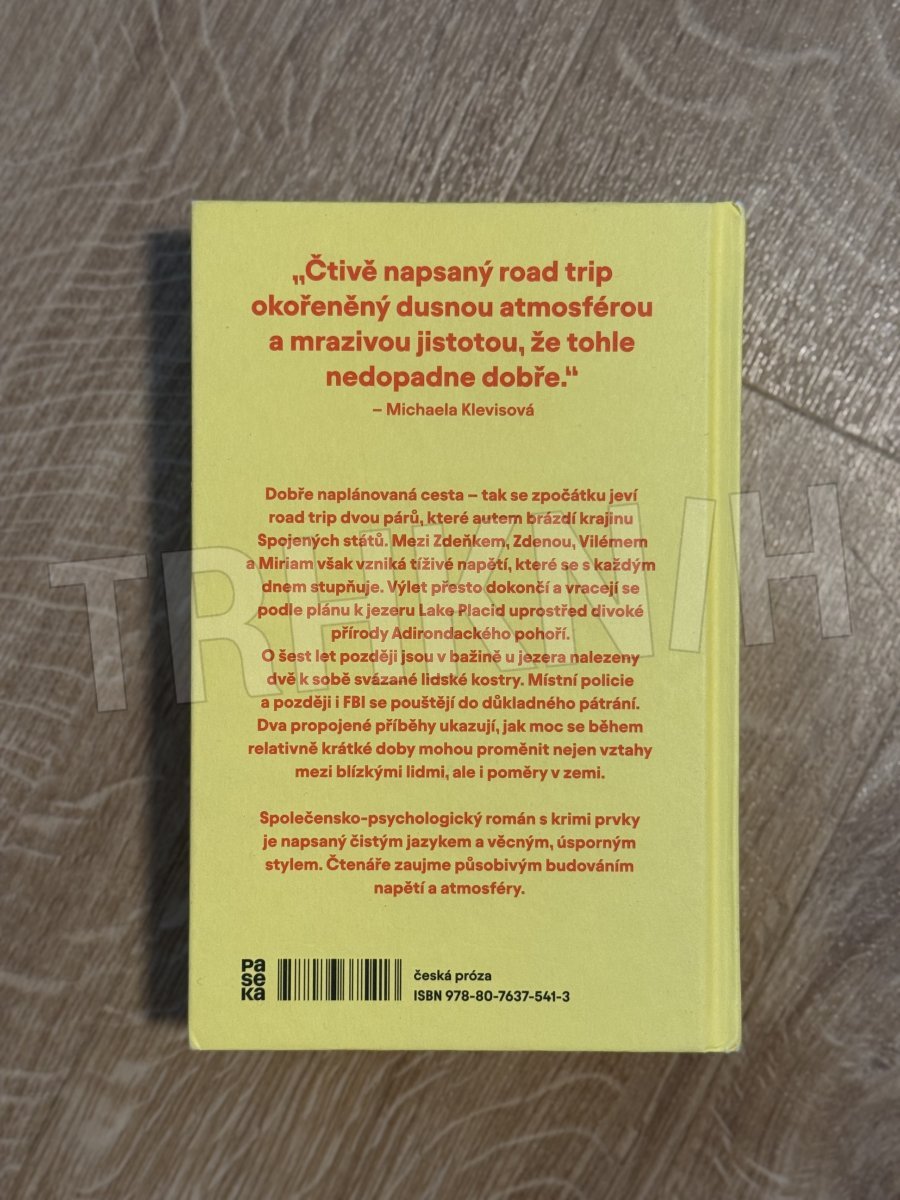 „Čtivě napsaný road trip
okořeněný dusnou atmosférou
a mrazivou jistotou, že tohle
nedopadne dobře.“
– Michaela Klevisová
Dobře naplánovaná cesta – tak se zpočátku jeví
road trip dvou párů, které autem brázdí krajinu
Spojených států. Mezi Zdeňkem, Zdenou, Vilémem
a Miriam však vzniká tíživé napětí, které se s každým
dnem stupňuje. Výlet přesto dokončí a vracejí se
podle plánu k jezeru Lake Placid uprostřed divoké
přírody Adirondackého pohoří.
O šest let později jsou v bažině u jezera nalezeny
dvě k sobě svázané lidské kostry. Místní policie
a později i FBI se pouštějí do důkladného pátrání.
Dva propojené příběhy ukazují, jak moc se během
relativně krátké doby mohou proměnit nejen vztahy
mezi blízkými lidmi, ale i poměry v zemi.
Společensko-psychologický román s krimi prvky
je napsaný čistým jazykem a věcným, úsporným
stylem. Čtenáře zaujme působivým budováním
napětí a atmosféry.
pa
se
ka
česká próza
ISBN 978-80-7637-541-3
TRHKNIH